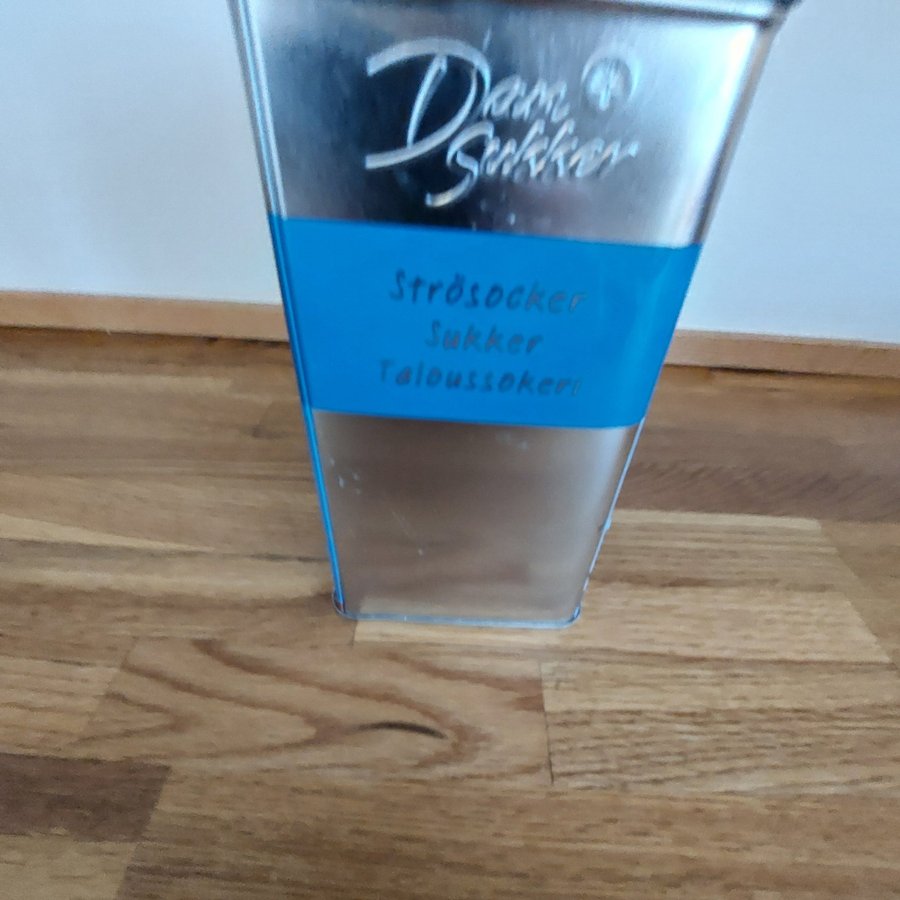 Dan
Sukker
Strösocker
Sukker
Taloussokeri